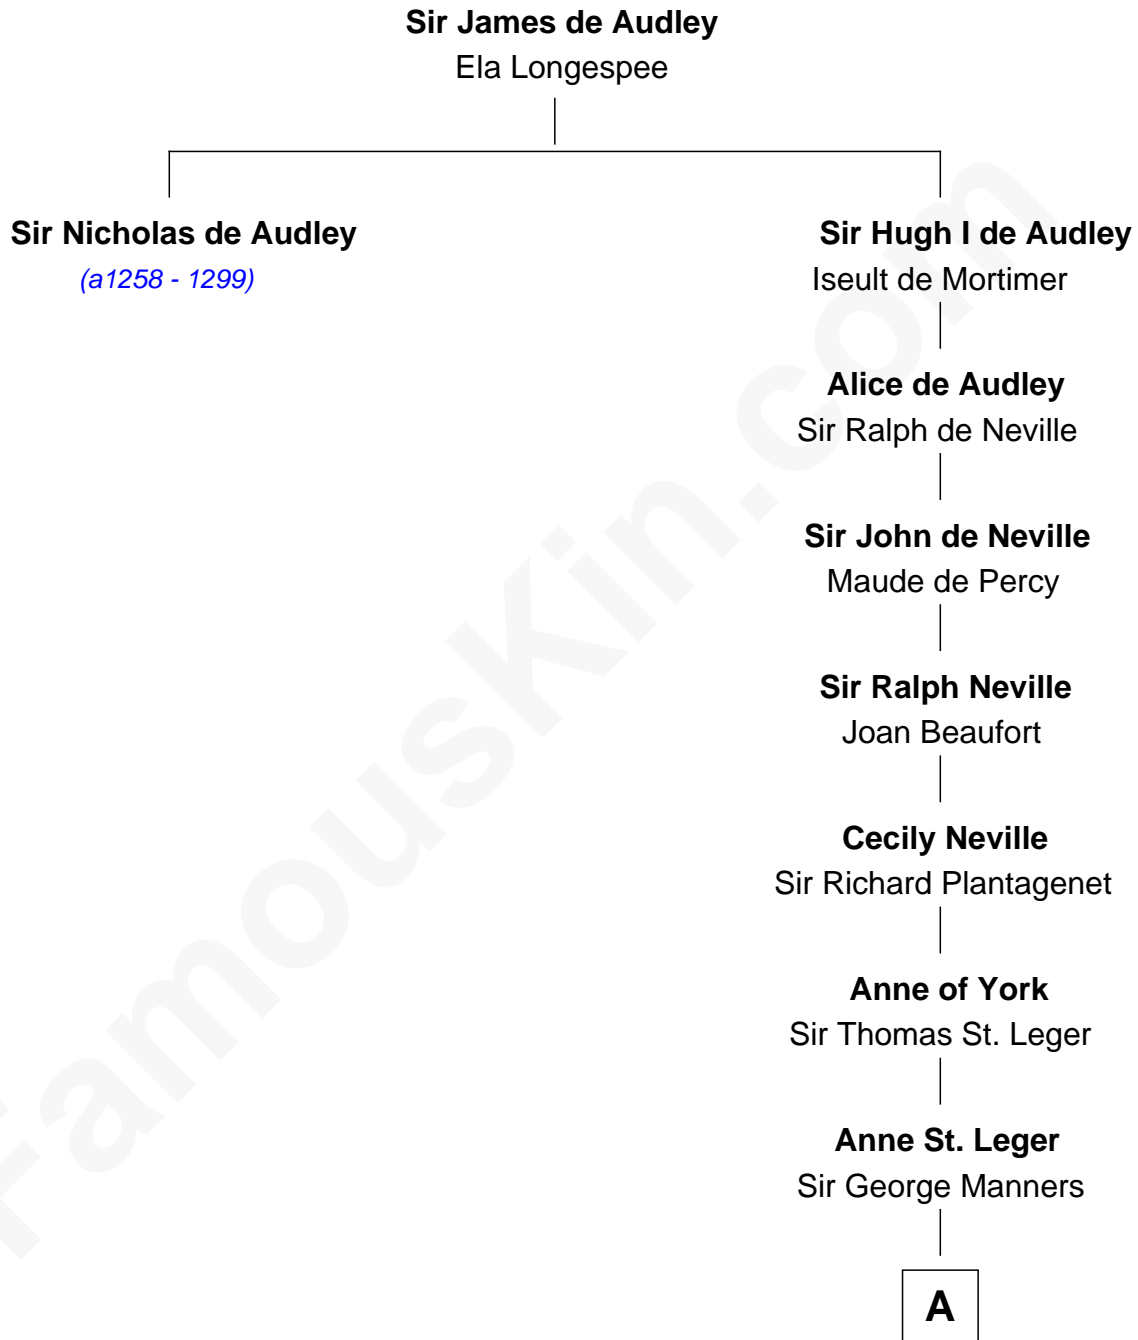 Sir James de Audley
Ela Longespee
Sir Nicholas de Audley
(a1258 - 1299)
Sir Hugh I de Audley
Iseult de Mortimer
Alice de Audley
Sir Ralph de Neville
Sir John de Neville
Maude de Percy
Sir Ralph Neville
Joan Beaufort
Cecily Neville
Sir Richard Plantagenet
Anne of York
Sir Thomas St. Leger
Anne St. Leger
Sir George Manners
A
FamousKin.com